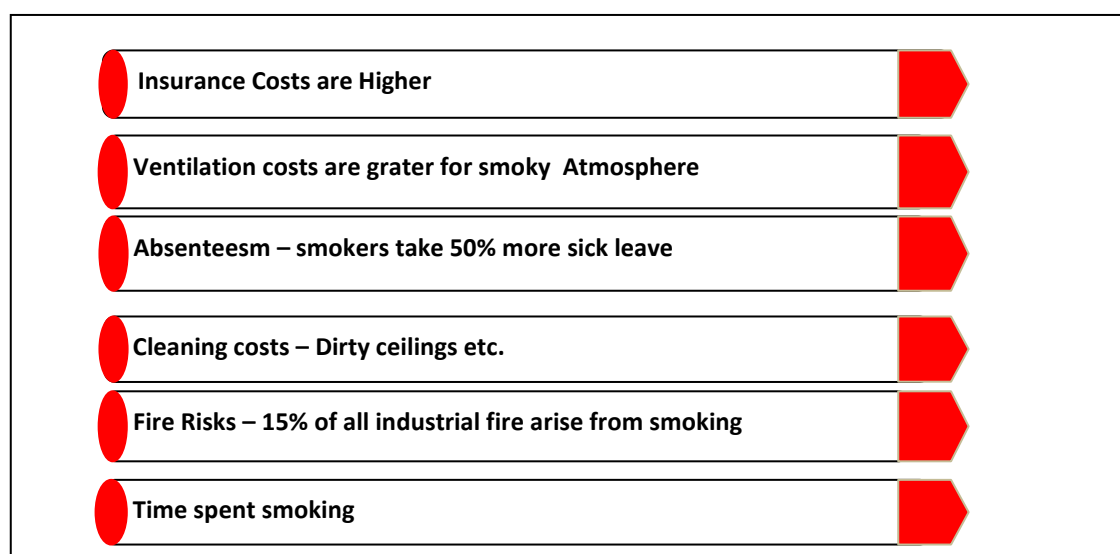 Insurance Costs are Higher
Ventilation costs are grater for smoky  Atmosphere
Absenteesm – smokers take 50% more sick leave
Cleaning costs – Dirty ceilings etc.
Fire Risks – 15% of all industrial fire arise from smoking
Time spent smoking